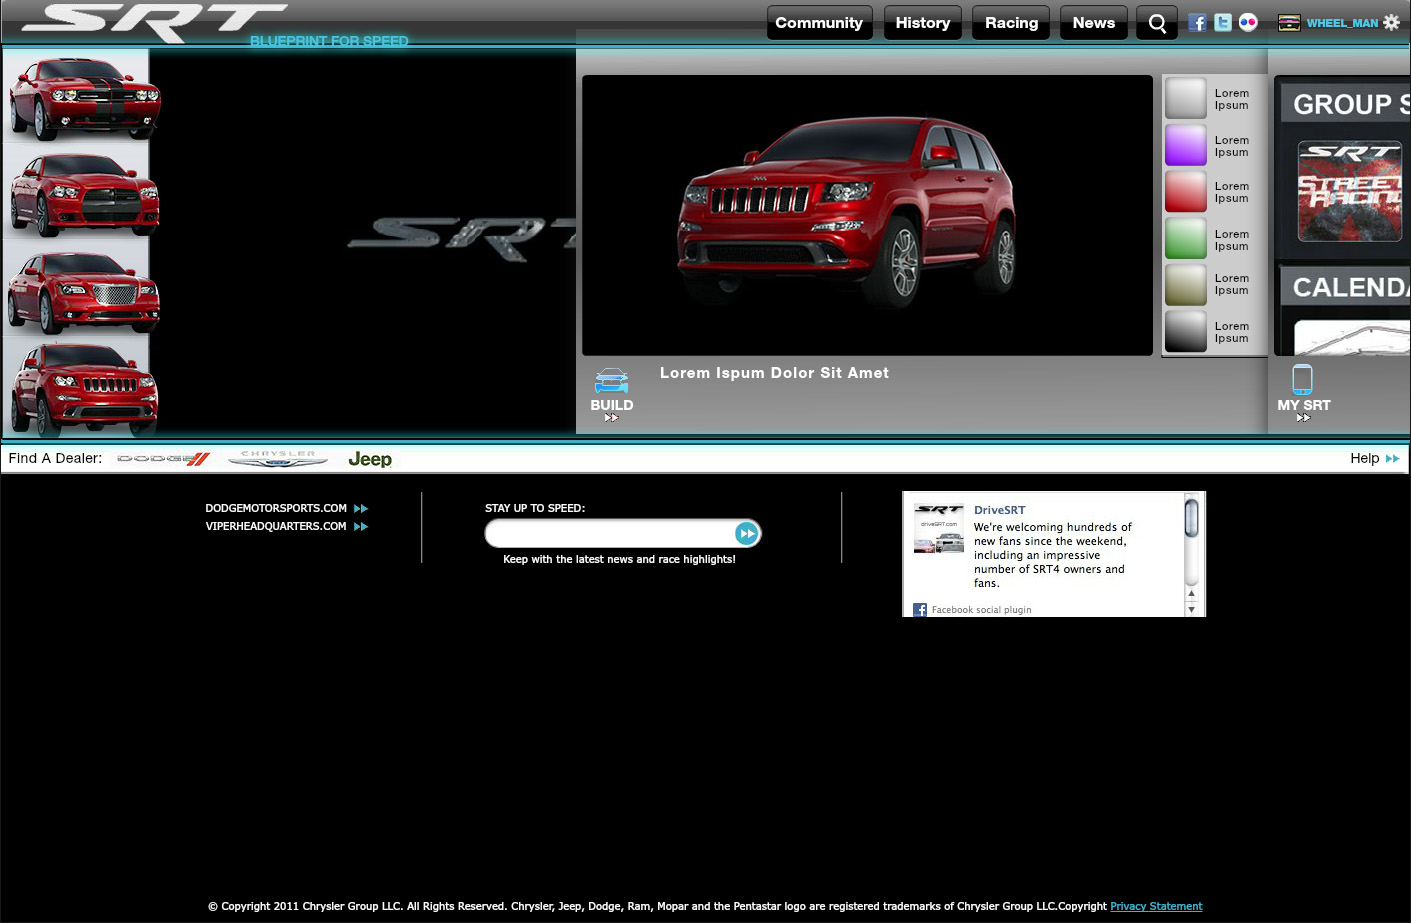 SRT
BLUEPRINT FOR SPEED
Community
History
Racing
News
WHEEL_MAN
SRT
Lorem
Ipsum
Lorem
Ipsum
Lorem
Ipsum
Lorem
Ipsum
Lorem
Ipsum
Lorem
Ipsum
GROUP S
SRT
STREET
RACING
CALENDA
BUILD
Lorem Ispum Dolor Sit Amet
MY SRT
Find A Dealer:
DODGE
CHRYSLER
Jeep
Help
DODGEMOTORSPORTS.COM
VIPERHEADQUARTERS.COM
STAY UP TO SPEED:
Keep with the latest news and race highlights!
SRT
driveSRT.com
DriveSRT
We're welcoming hundreds of
new fans since the weekend,
including an impressive
number of SRT4 owners and
fans.
Facebook social plugin
© Copyright 2011 Chrysler Group LLC. All Rights Reserved. Chrysler, Jeep, Dodge, Ram, Mopar and the Pentastar logo are registered trademarks of Chrysler Group LLC.Copyright Privacy Statement